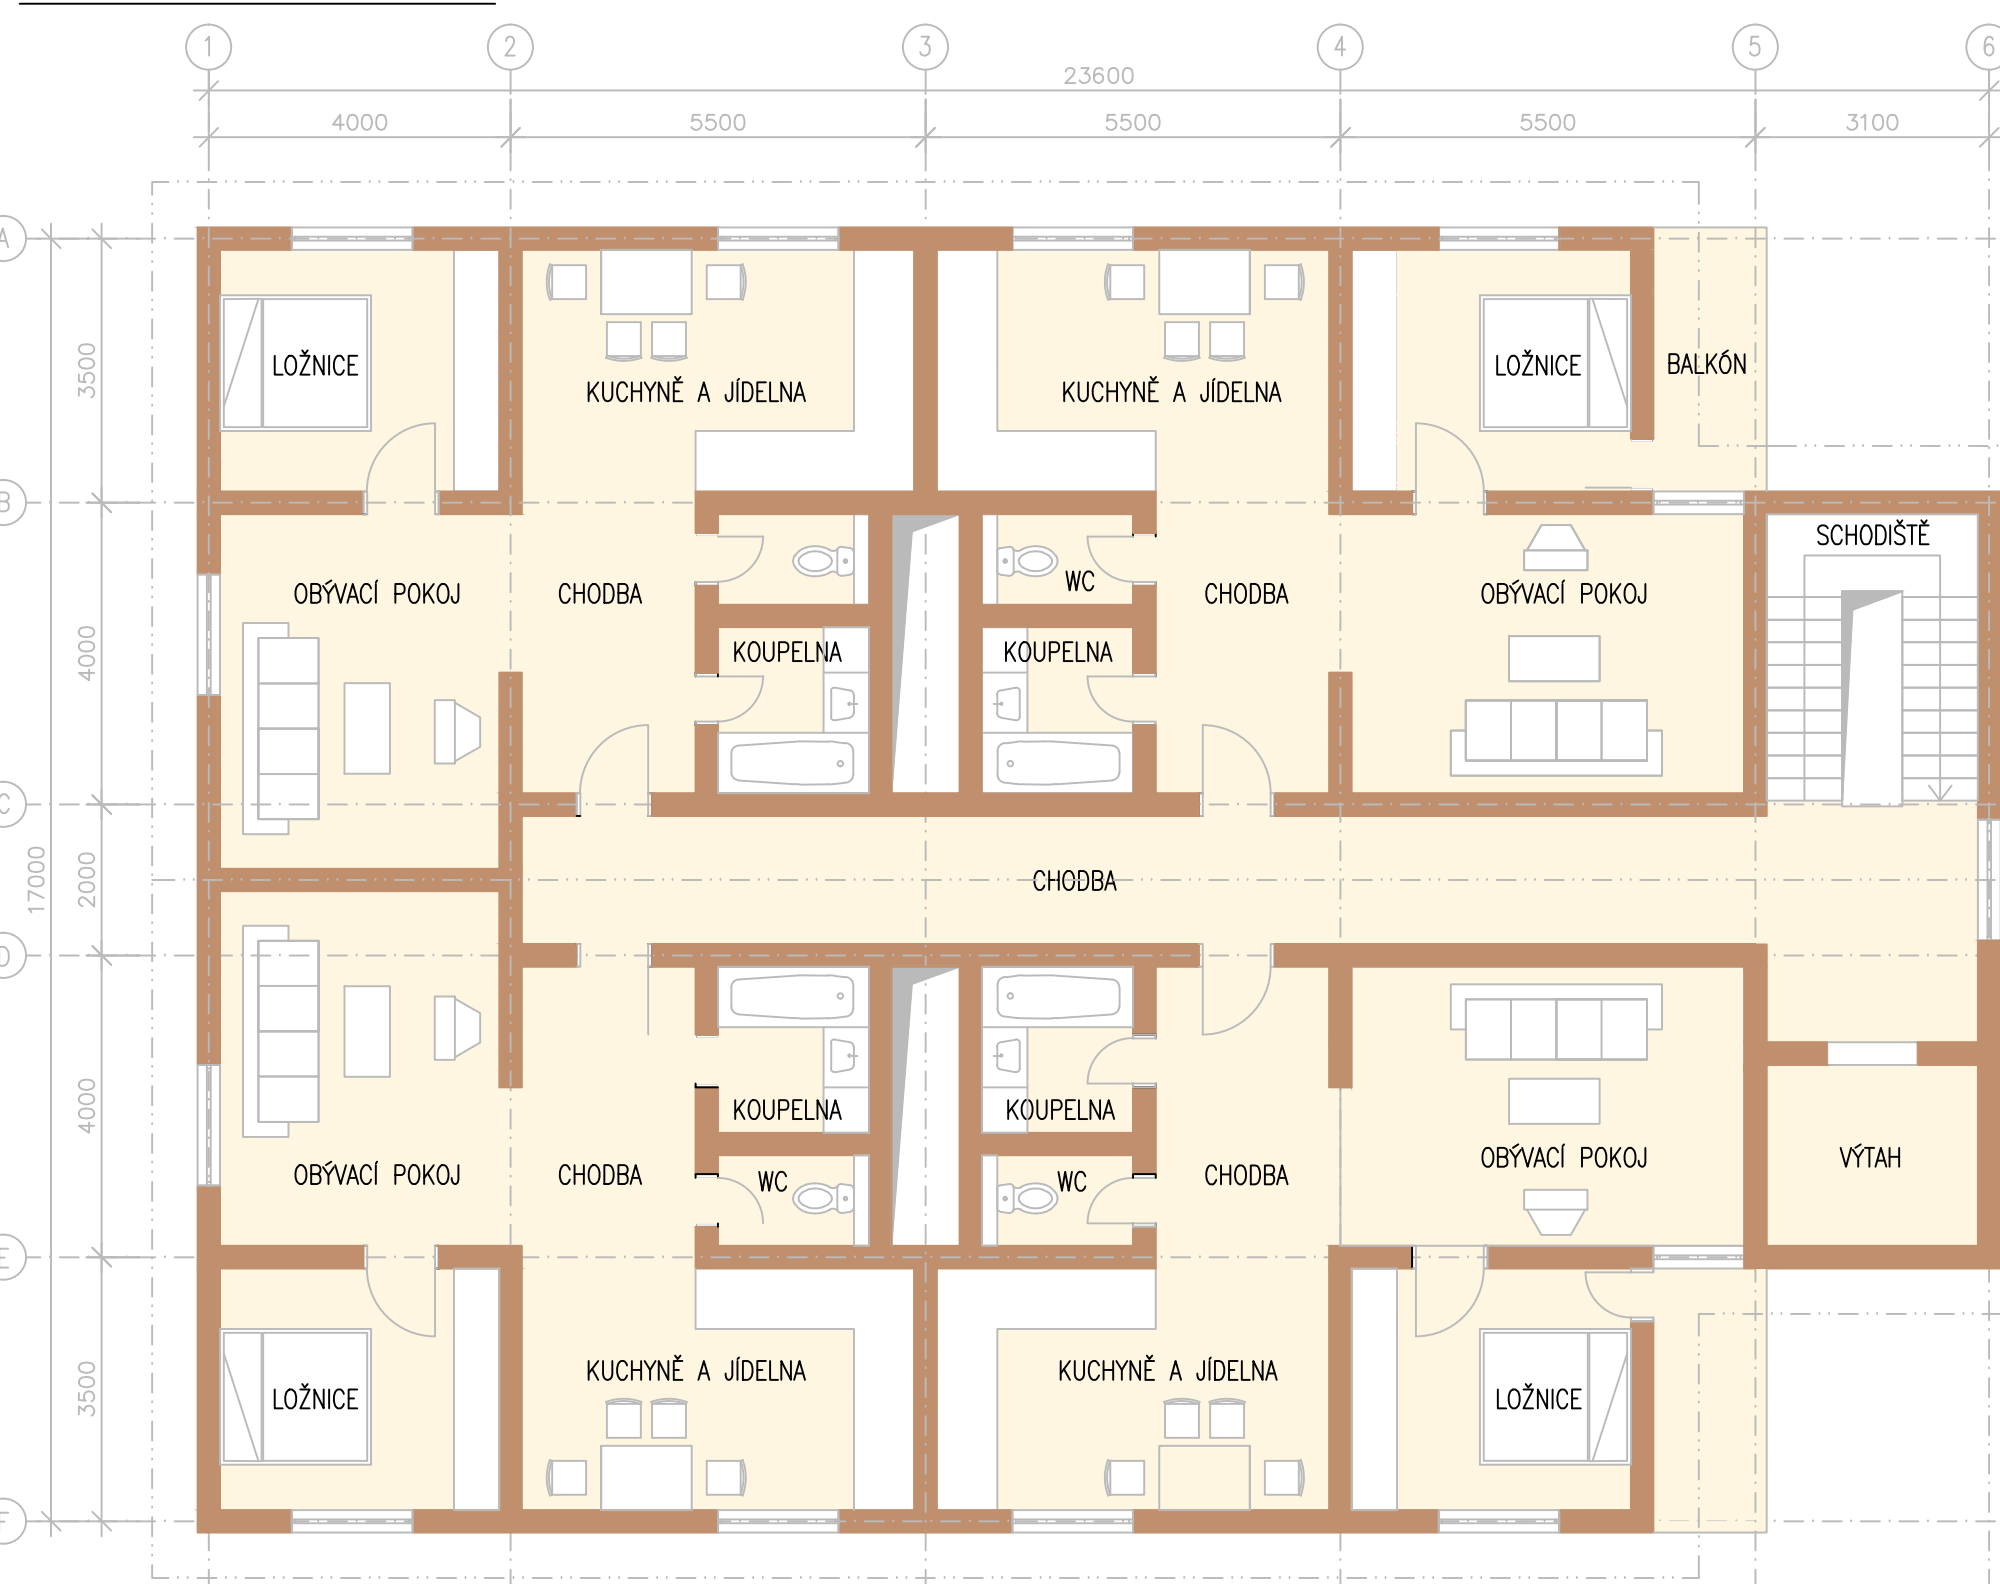 1 2 3 4 5 6
23600
4000 5500 5500 5500 3100
A
LOŽNICE LOŽNICE BALKÓN
3500
KUCHYNĚ A JÍDELNA KUCHYNĚ A JÍDELNA
B
SCHODIŠTĚ
WC
OBÝVACÍ POKOJ CHODBA CHODBA OBÝVACÍ POKOJ
4000
KOUPELNA KOUPELNA
C
17000
2000
CHODBA
D
4000
KOUPELNA KOUPELNA
OBÝVACÍ POKOJ VÝTAH
OBÝVACÍ POKOJ CHODBA WC WC CHODBA
E
KUCHYNĚ A JÍDELNA KUCHYNĚ A JÍDELNA
3500
LOŽNICE LOŽNICE
F